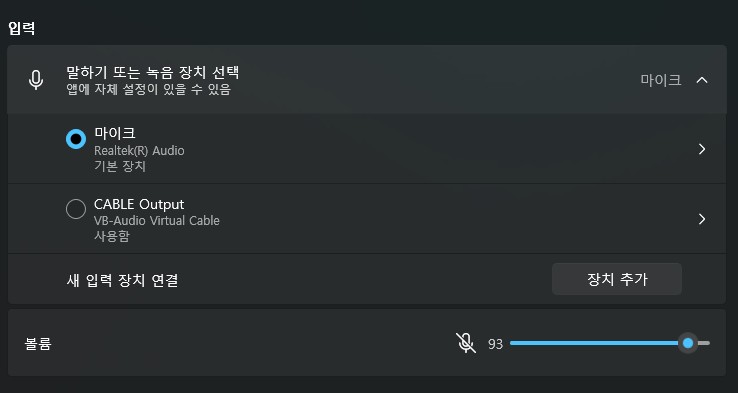 입력
말하기 또는 녹음 장치 선택
앱에 자체 설정이 있을 수 있음
마이크
마이크
Realtek(R) Audio
기본 장치
CABLE Output
VB-Audio Virtual Cable
사용함
새 입력 장치 연결
장치 추가
볼륨
93